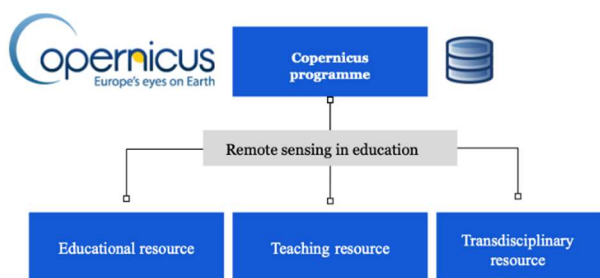 Copernicus
Europe's eyes on Earth
Copernicus
programme
Remote sensing in education
Educational resource
Teaching resource
Transdisciplinary
resource